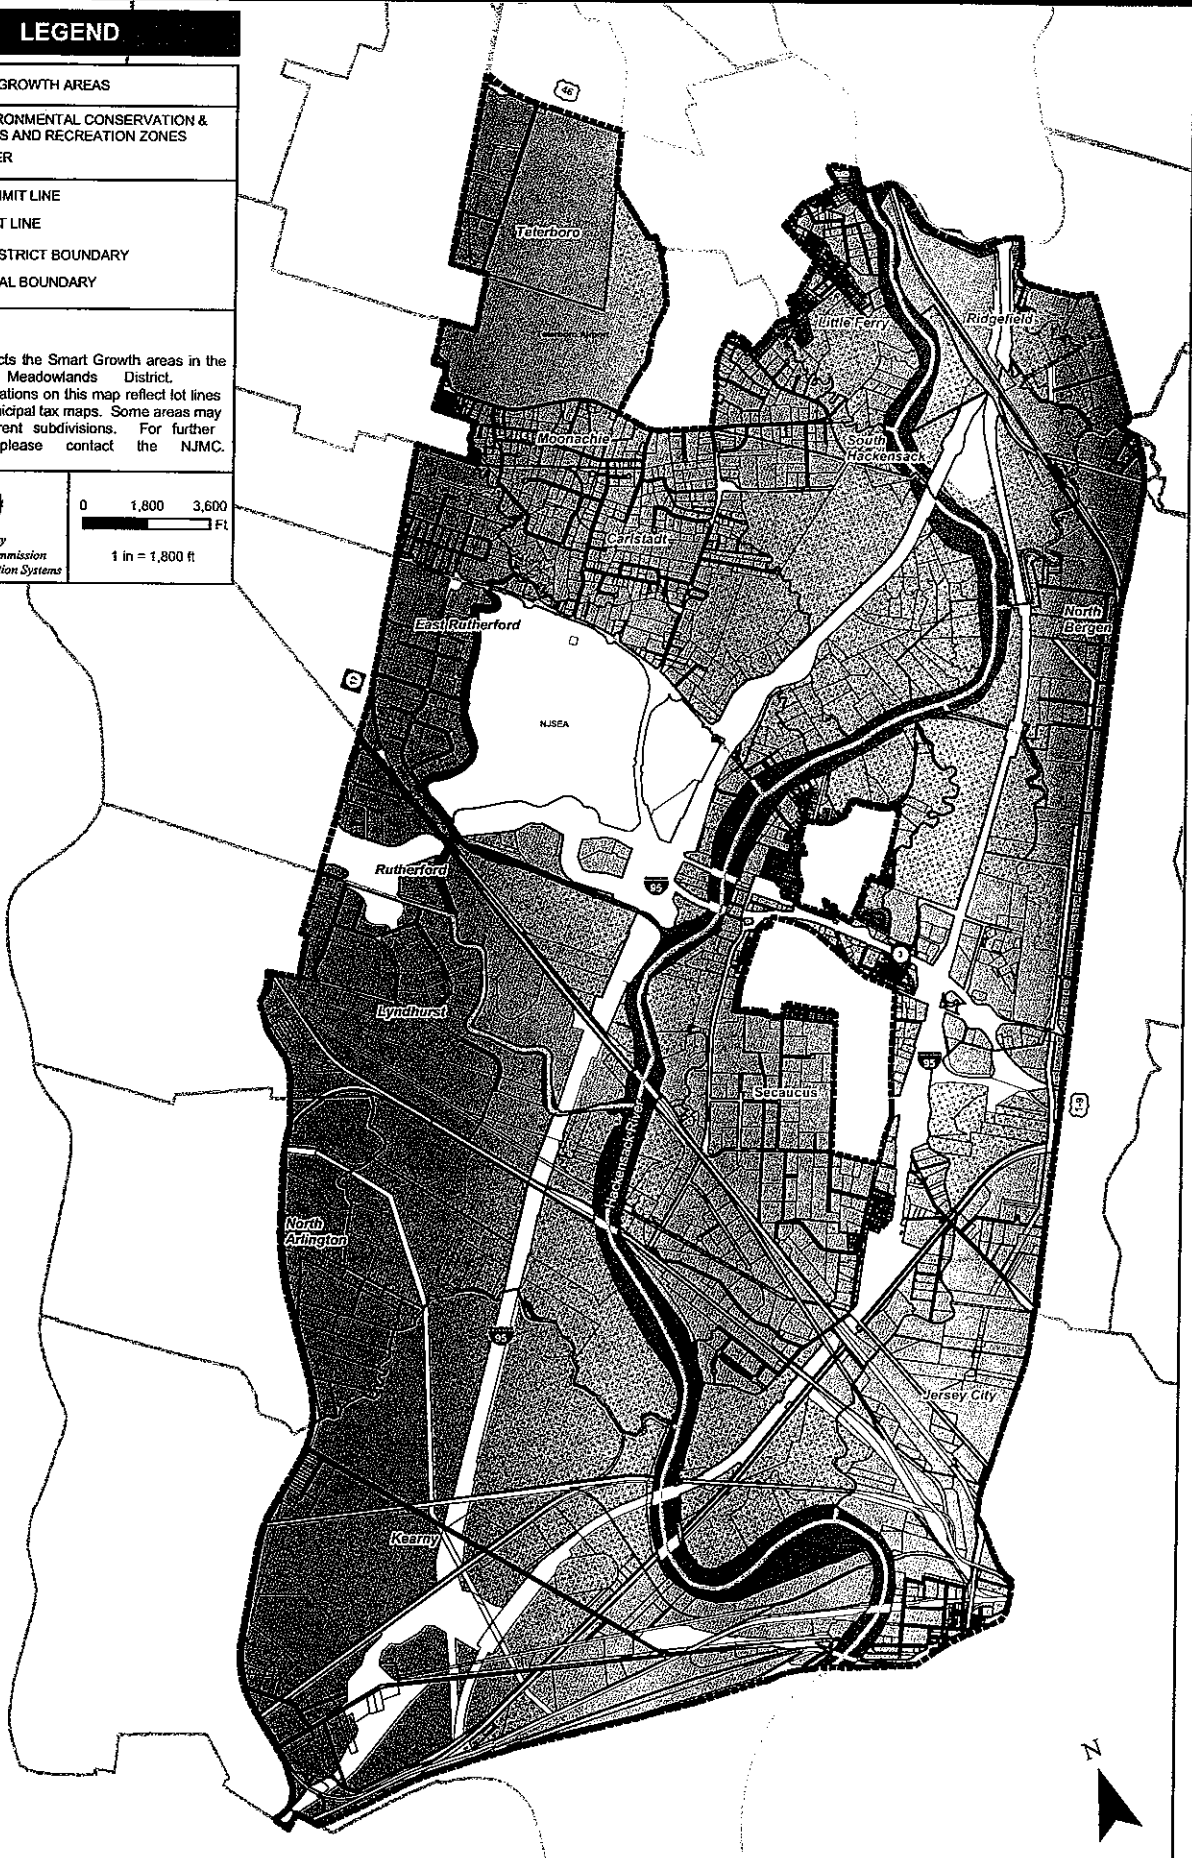 LEGEND
GROWTH AREAS
RONMENTAL CONSERVATION &
S AND RECREATION ZONES
ER
IMIT LINE
T LINE
STRICT BOUNDARY
AL BOUNDARY
cts the Smart Growth areas in the
Meadowlands District.
ations on this map reflect lot lines
nicipal tax maps. Some areas may
rent subdivisions. For further
please contact the NJMC.
0 1,800 3,600
Ft
1 in = 1,800 ft
y
mmission
tion Systems
46
Teterboro
Little Ferry
Ridgefield
Moonachie
South
Hackensack
Carlstadt
North
Bergen
East Rutherford
17
NJSEA
Rutherford
95
3
Lyndhurst
95
Secaucus
Hackensack River
North
Arlington
95
Jersey City
Kearny
N